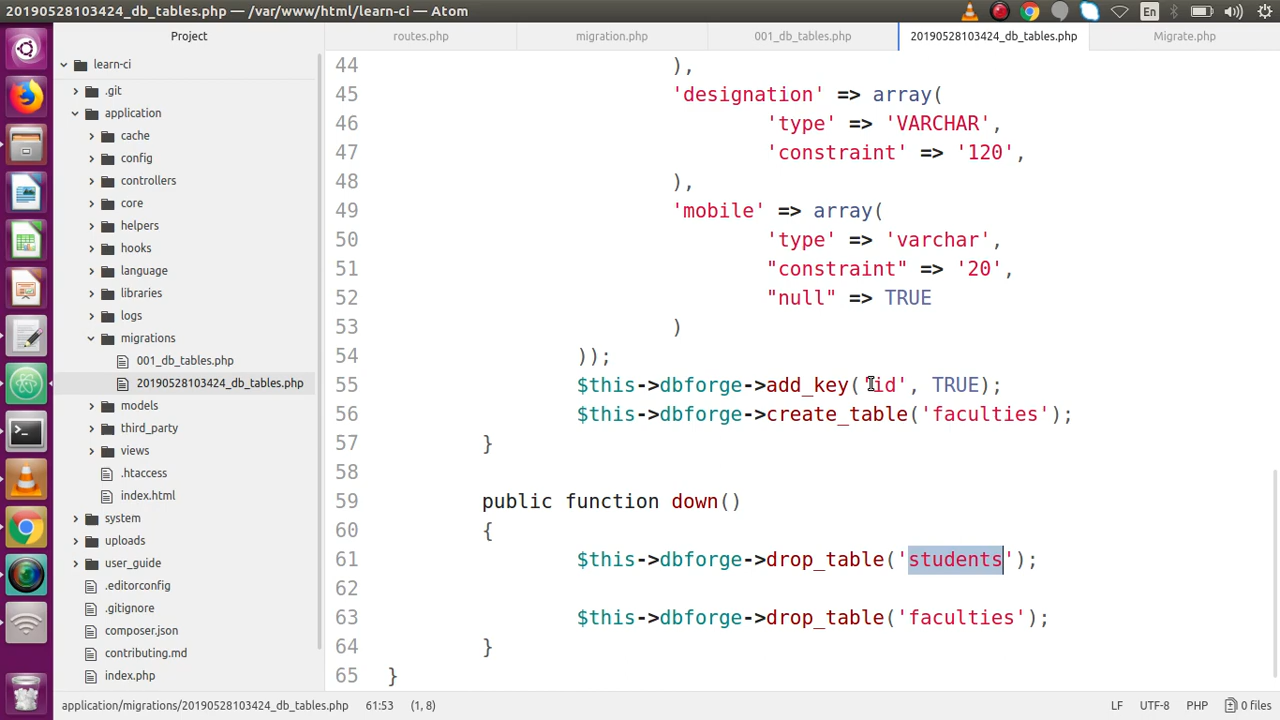 20190528103424_db_tables.php — /var/www/html/learn-ci — Atom
En
Project
routes.php
migration.php
001_db_tables.php
20190528103424_db_tables.php
Migrate.php
learn-ci
.git
application
cache
config
controllers
core
helpers
hooks
language
libraries
logs
migrations
001_db_tables.php
20190528103424_db_tables.php
models
third_party
views
.htaccess
index.html
system
uploads
user_guide
.editorconfig
.gitignore
composer.json
contributing.md
index.php
44 ),
45 'designation' => array(
46 'type' => 'VARCHAR',
47 'constraint' => '120',
48 ),
49 'mobile' => array(
50 'type' => 'varchar',
51 "constraint" => '20',
52 "null" => TRUE
53 )
54 ));
55 $this->dbforge->add_key('id', TRUE);
56 $this->dbforge->create_table('faculties');
57 }
58
59 public function down()
60 {
61 $this->dbforge->drop_table('students');
62
63 $this->dbforge->drop_table('faculties');
64 }
65 }
application/migrations/20190528103424_db_tables.php 61:53 (1, 8) LF UTF-8 PHP 0 files